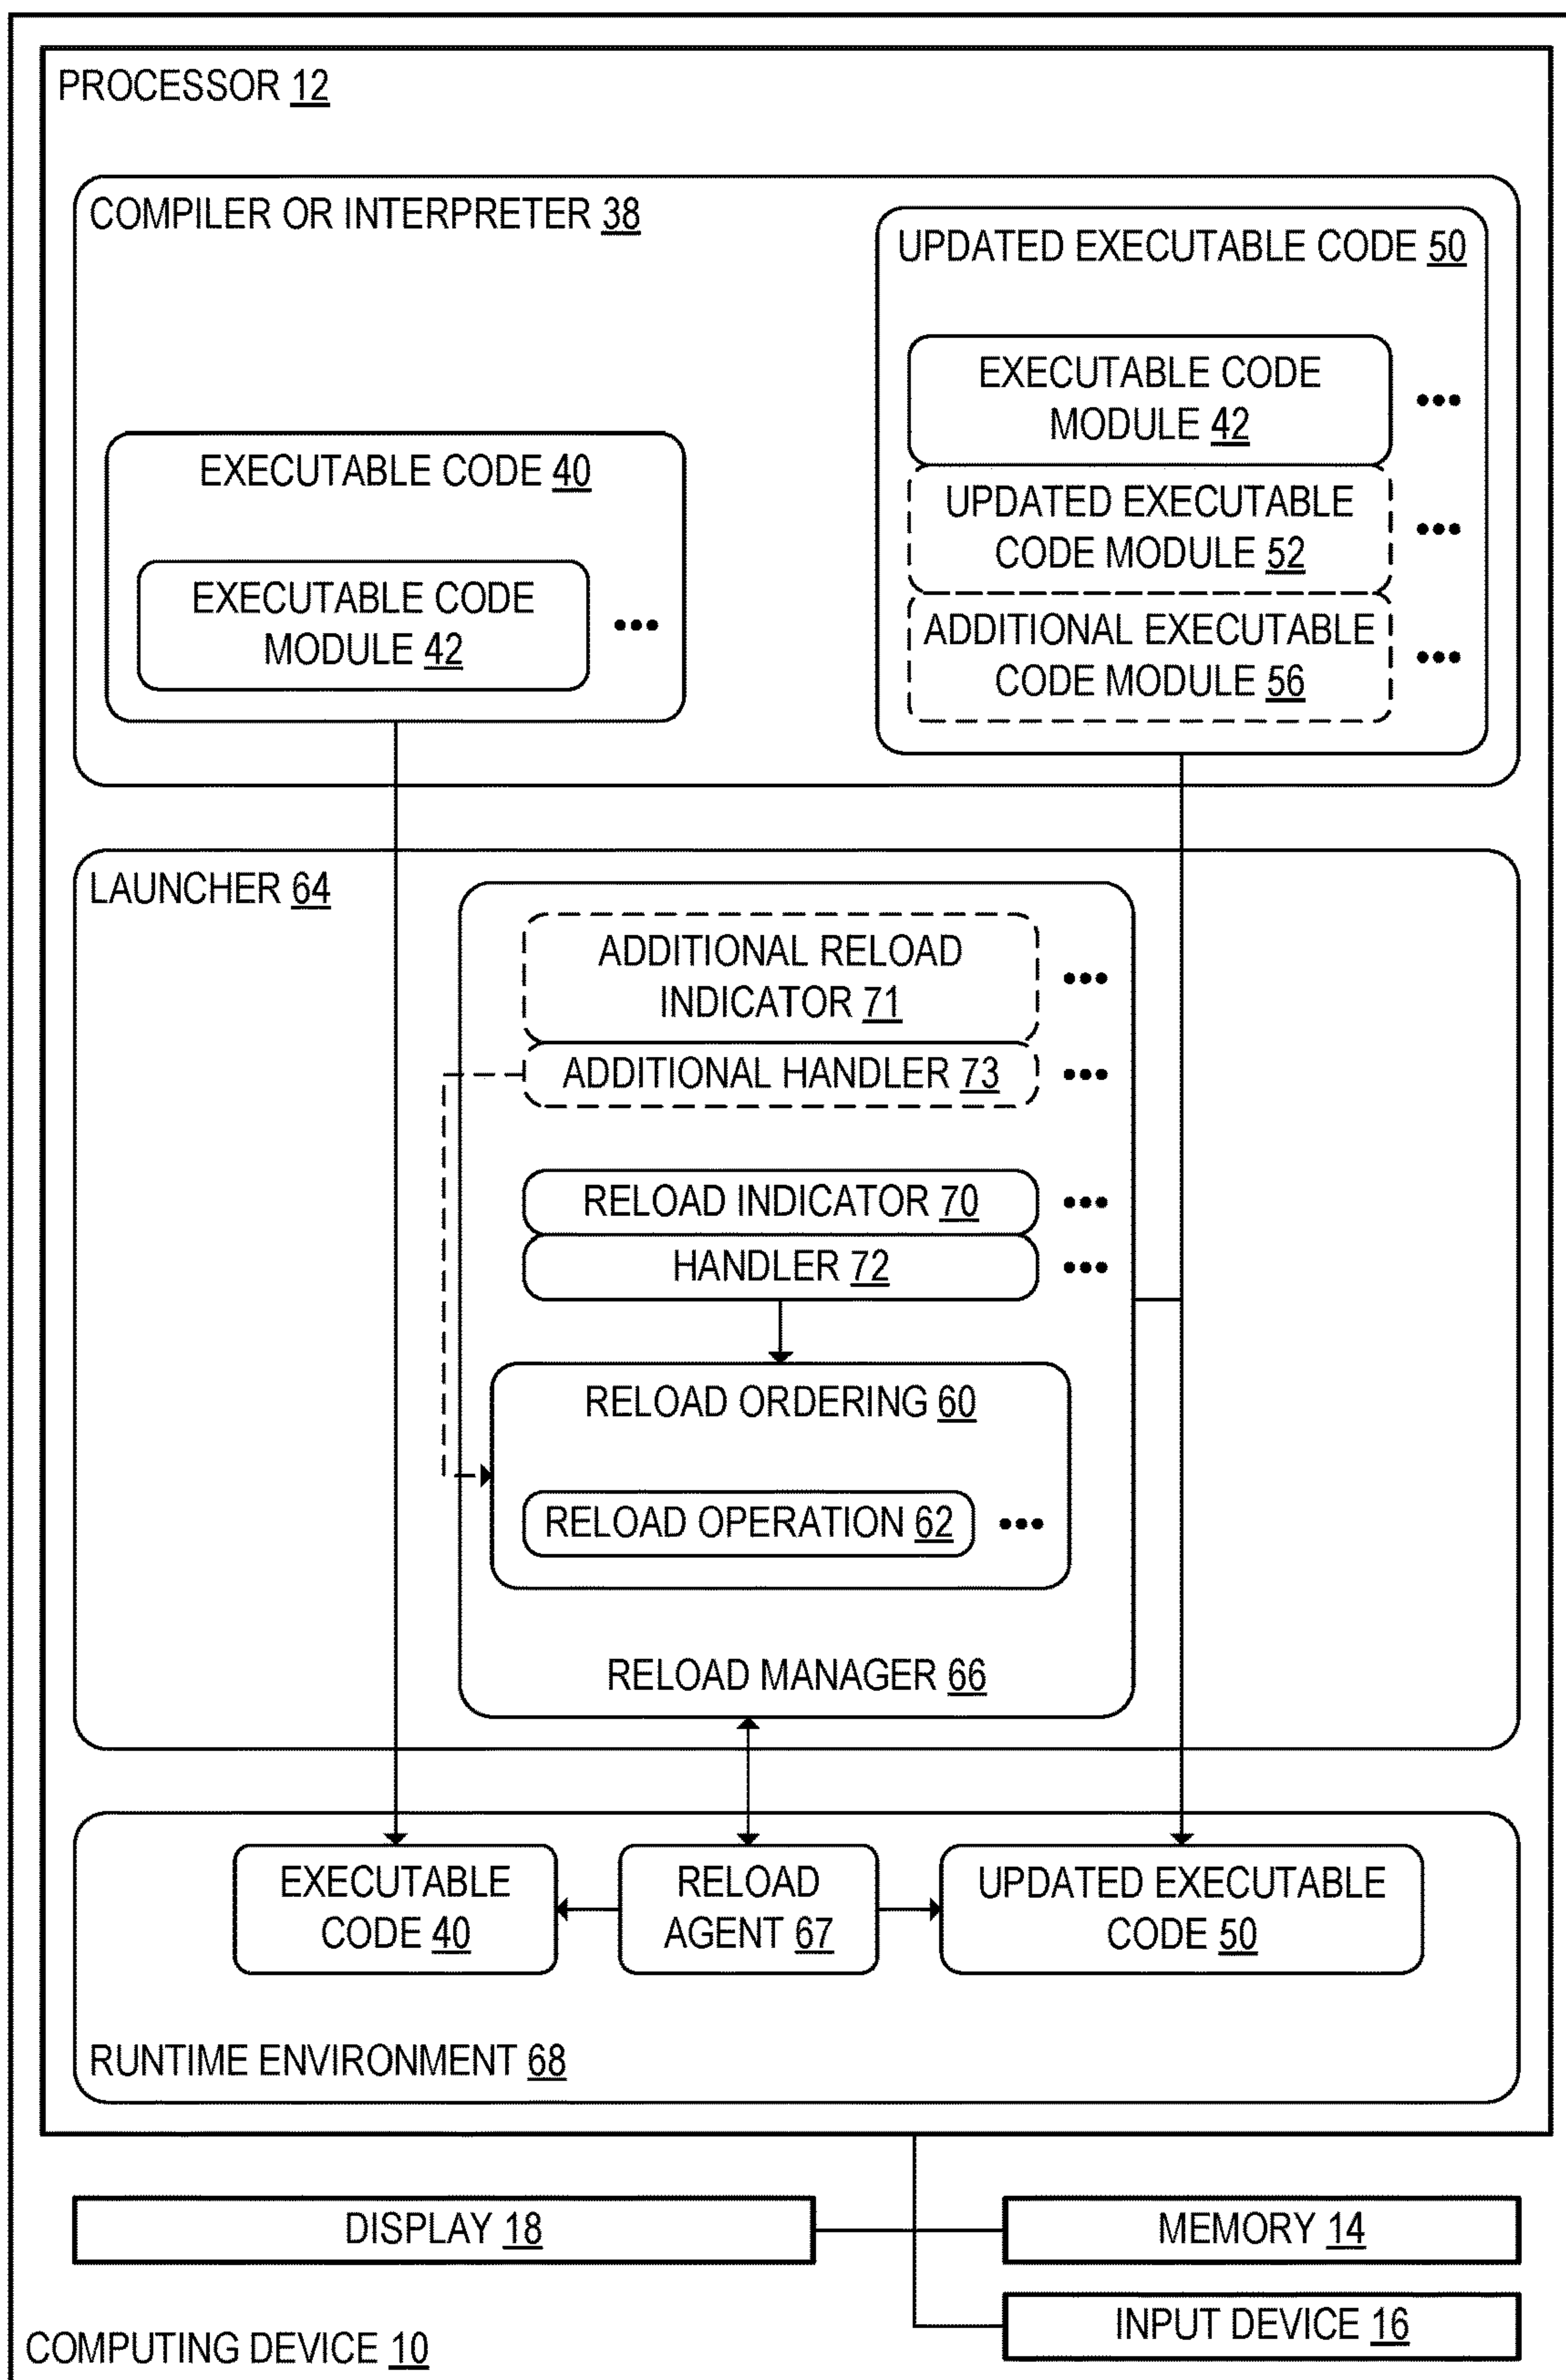 PROCESSOR 12
COMPILER OR INTERPRETER 38
UPDATED EXECUTABLE CODE 50
EXECUTABLE CODE
MODULE 42
UPDATED EXECUTABLE
CODE MODULE 52
ADDITIONAL EXECUTABLE
CODE MODULE 56
EXECUTABLE CODE 40
EXECUTABLE CODE
MODULE 42
LAUNCHER 64
ADDITIONAL RELOAD
INDICATOR 71
ADDITIONAL HANDLER 73
RELOAD INDICATOR 70
HANDLER 72
RELOAD ORDERING 60
RELOAD OPERATION 62
RELOAD MANAGER 66
EXECUTABLE
CODE 40
RELOAD
AGENT 67
UPDATED EXECUTABLE
CODE 50
RUNTIME ENVIRONMENT 68
DISPLAY 18
MEMORY 14
INPUT DEVICE 16
COMPUTING DEVICE 10